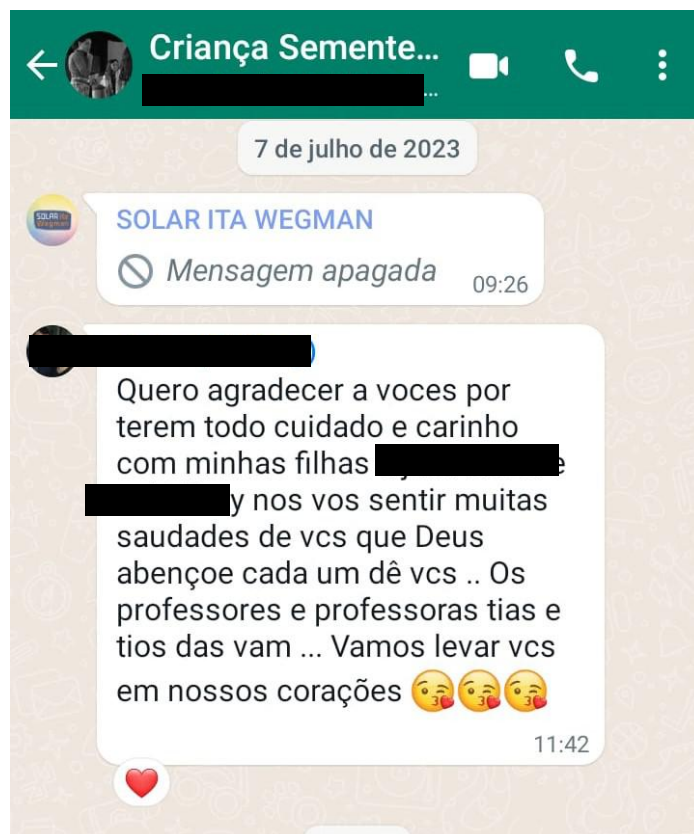 Criança Semente...
...
7 de julho de 2023
SOLAR ITA WEGMAN
Mensagem apagada 09:26
Quero agradecer a voces por
terem todo cuidado e carinho
com minhas filhas e
y nos vos sentir muitas
saudades de vcs que Deus
abençoe cada um dê vcs .. Os
professores e professoras tias e
tios das vam ... Vamos levar vcs
em nossos corações 😘😘😘
11:42